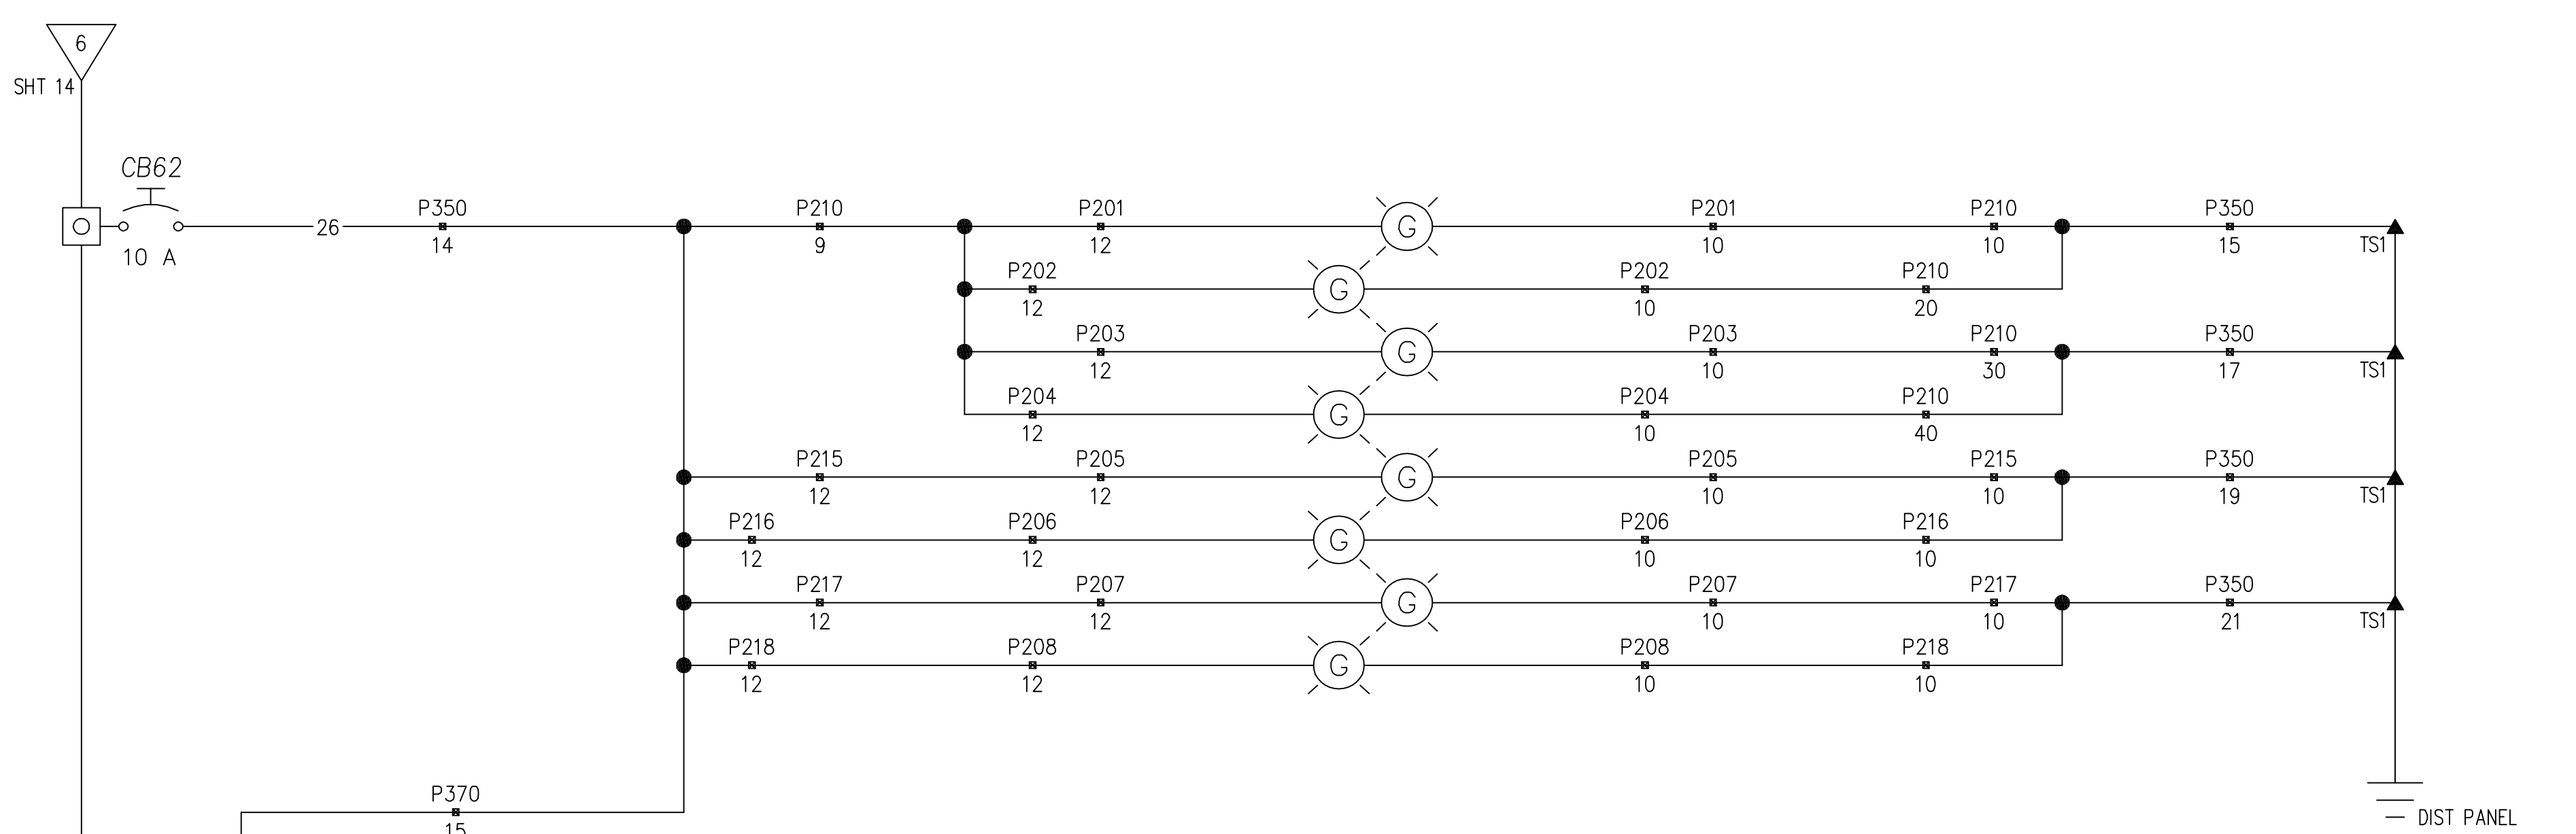 6
SHT 14
CB62
10 A
26
P350 P210 P201 G P201 P210 P350
14 9 12 10 10 15 TS1
P202 G P202 P210
12 10 20
P203 G P203 P210 P350
12 10 30 17 TS1
P204 G P204 P210
12 10 40
P215 P205 G P205 P215 P350
12 12 10 10 19 TS1
P216 P206 G P206 P216
12 12 10 10
P217 P207 G P207 P217 P350
12 12 10 10 21 TS1
P218 P208 G P208 P218
12 12 10 10
P370
15
DIST PANEL